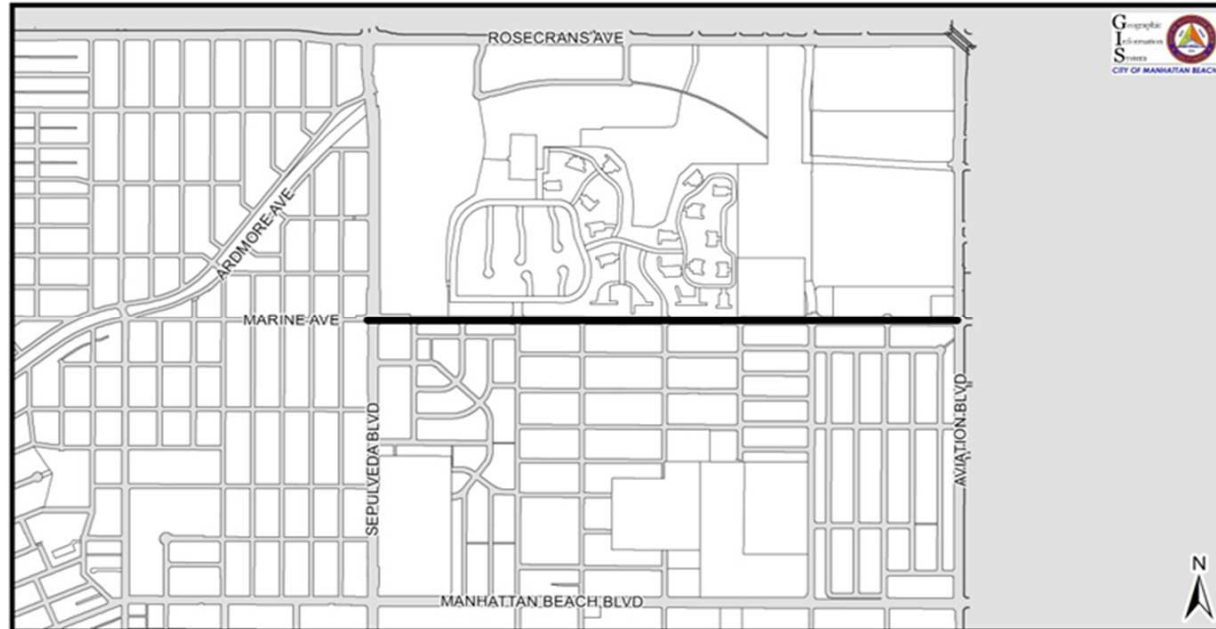 ROSECRANS AVE
Geographic
Information
System
CITY OF MANHATTAN BEACH
ARDMORE AVE
MARINE AVE
SEPULVEDA BLVD
AVIATION BLVD
MANHATTAN BEACH BLVD
N